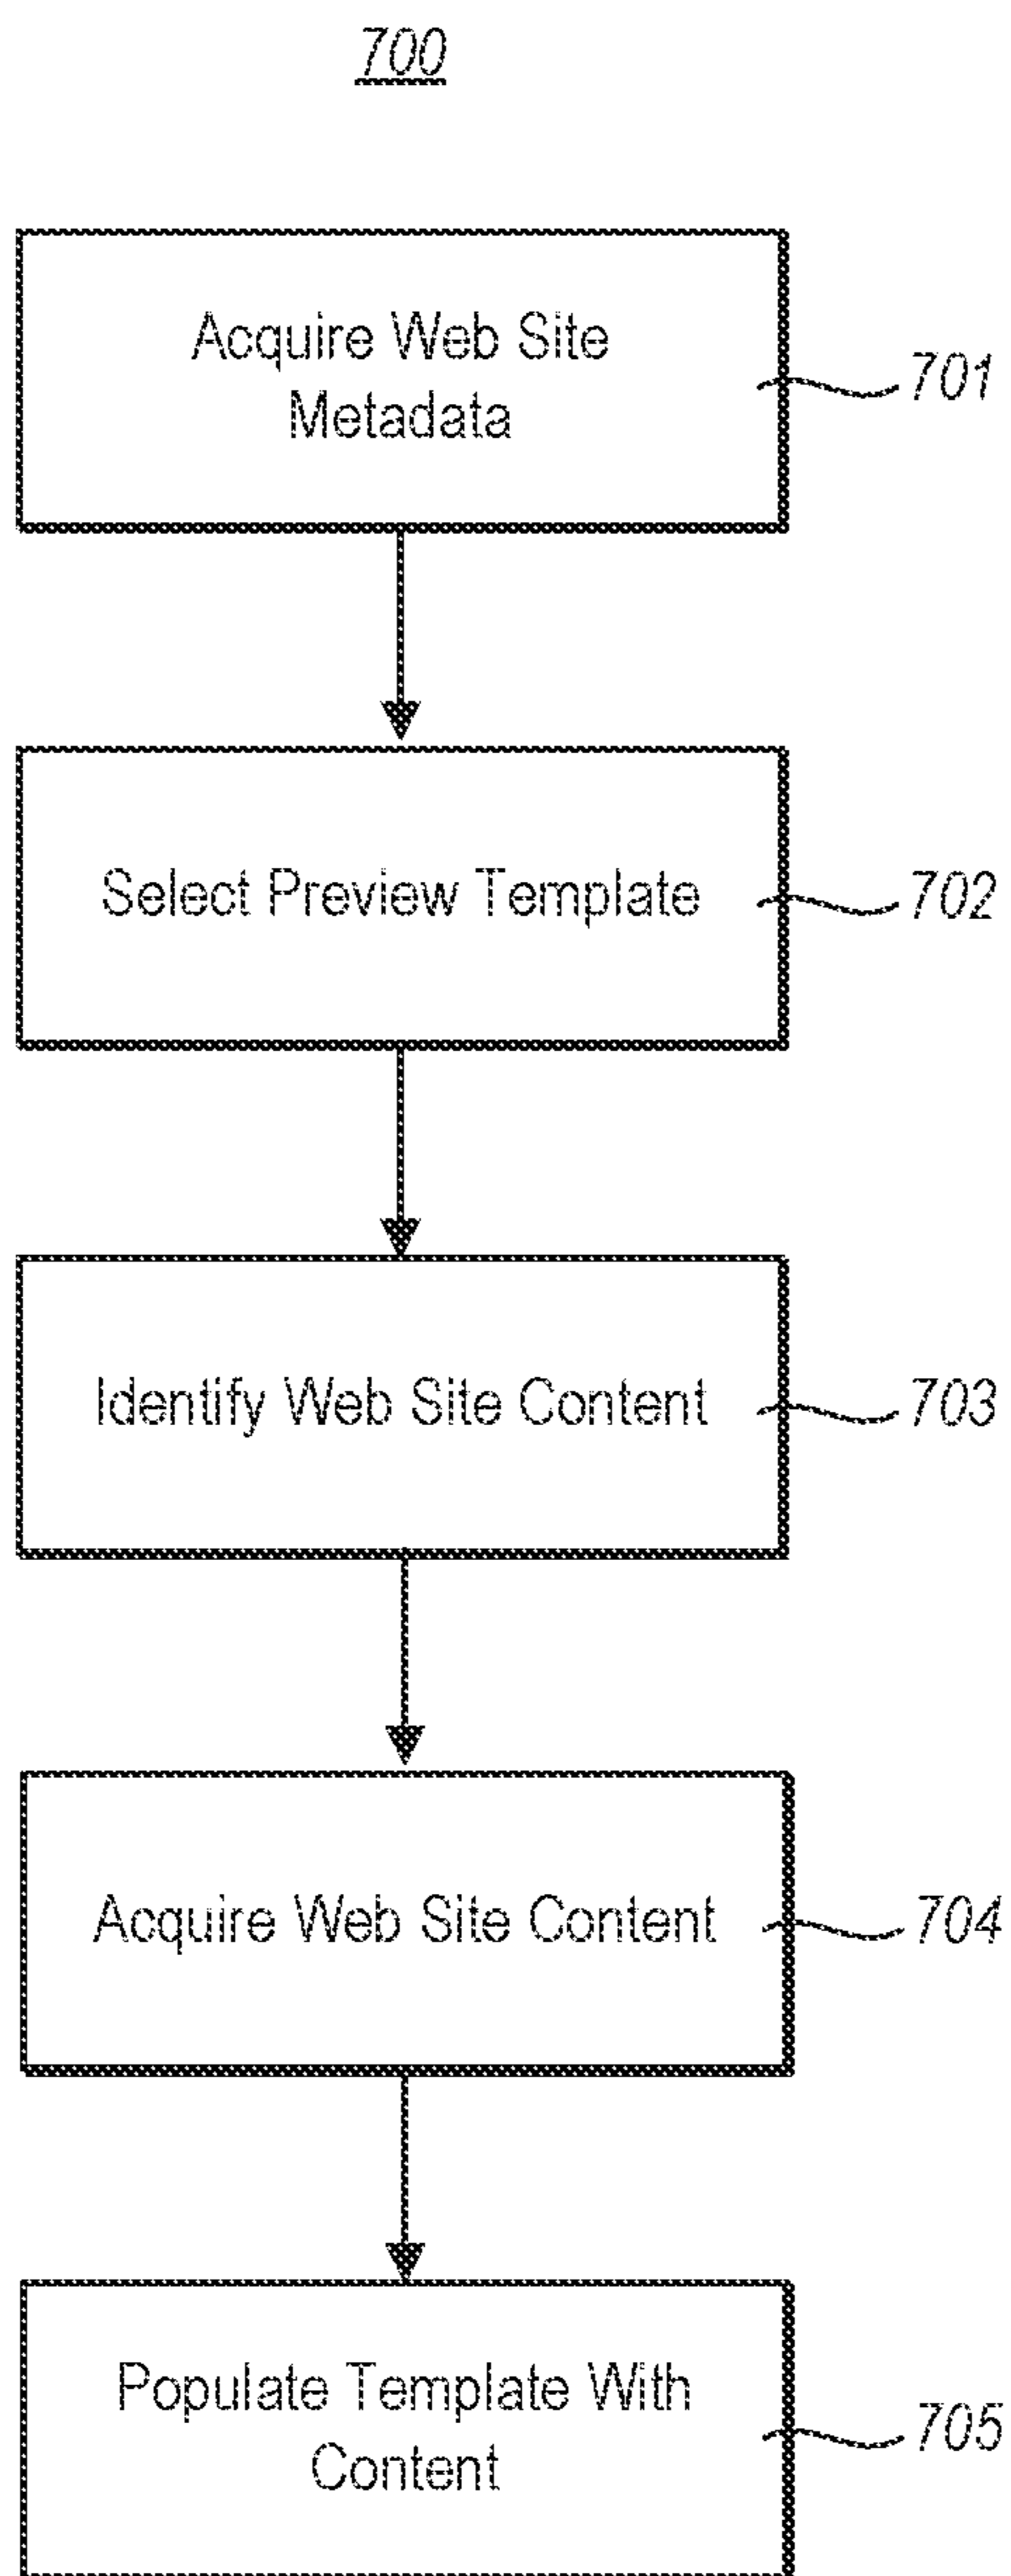 700
Acquire Web Site
Metadata
701
Select Preview Template
702
Identify Web Site Content
703
Acquire Web Site Content
704
Populate Template With
Content
705